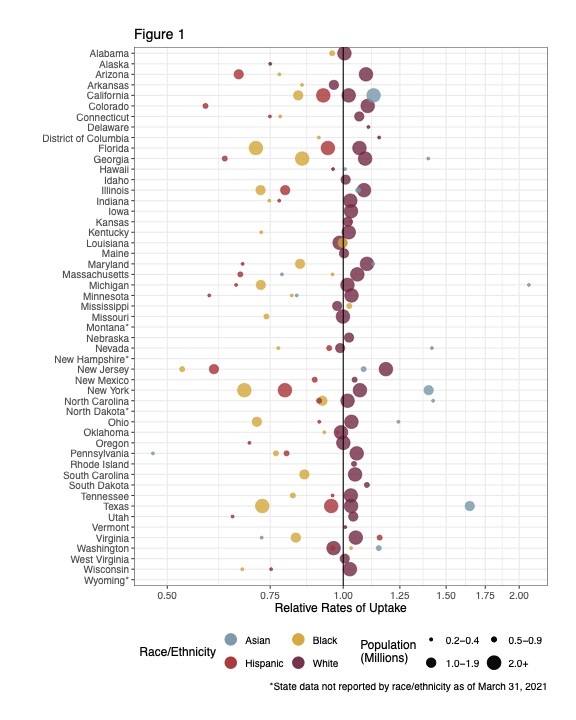 Figure 1
Alabama
Alaska
Arizona
Arkansas
California
Colorado
Connecticut
Delaware
District of Columbia
Florida
Georgia
Hawaii
Idaho
Illinois
Indiana
Iowa
Kansas
Kentucky
Louisiana
Maine
Maryland
Massachusetts
Michigan
Minnesota
Mississippi
Missouri
Montana*
Nebraska
Nevada
New Hampshire*
New Jersey
New Mexico
New York
North Carolina
North Dakota*
Ohio
Oklahoma
Oregon
Pennsylvania
Rhode Island
South Carolina
South Dakota
Tennessee
Texas
Utah
Vermont
Virginia
Washington
West Virginia
Wisconsin
Wyoming*
0.50 0.75 1.00 1.25 1.50 1.75 2.00
Relative Rates of Uptake
Race/Ethnicity
Asian Black
Hispanic White
Population
(Millions)
0.2–0.4 0.5–0.9
1.0–1.9 2.0+
*State data not reported by race/ethnicity as of March 31, 2021